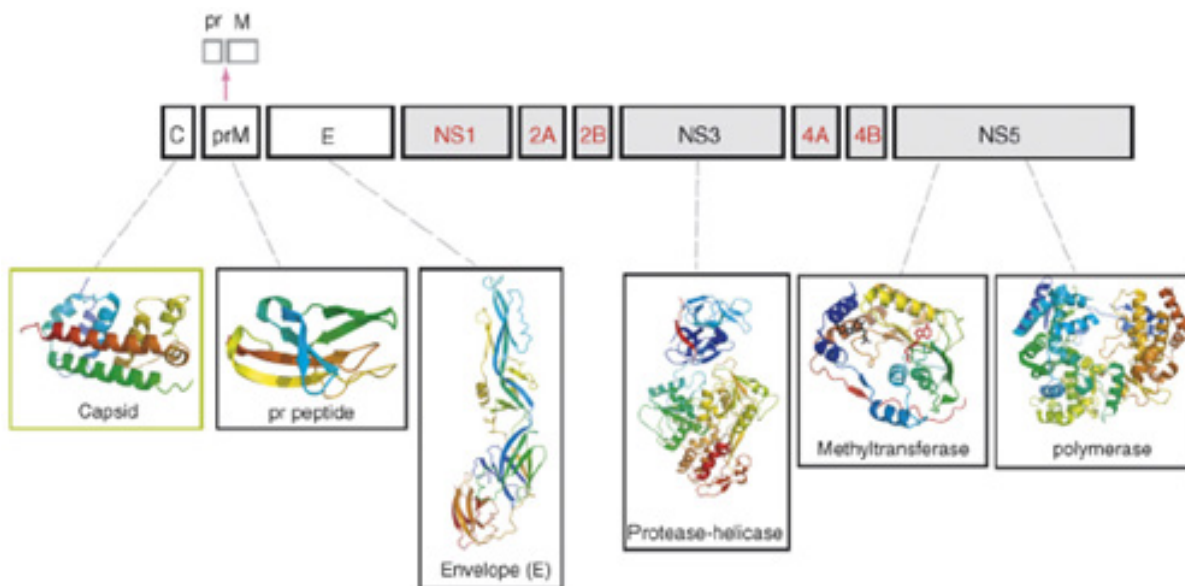 pr M
C prM E NS1 2A 2B NS3 4A 4B NS5
Capsid
pr peptide
Envelope (E)
Protease-helicase
Methyltransferase
polymerase